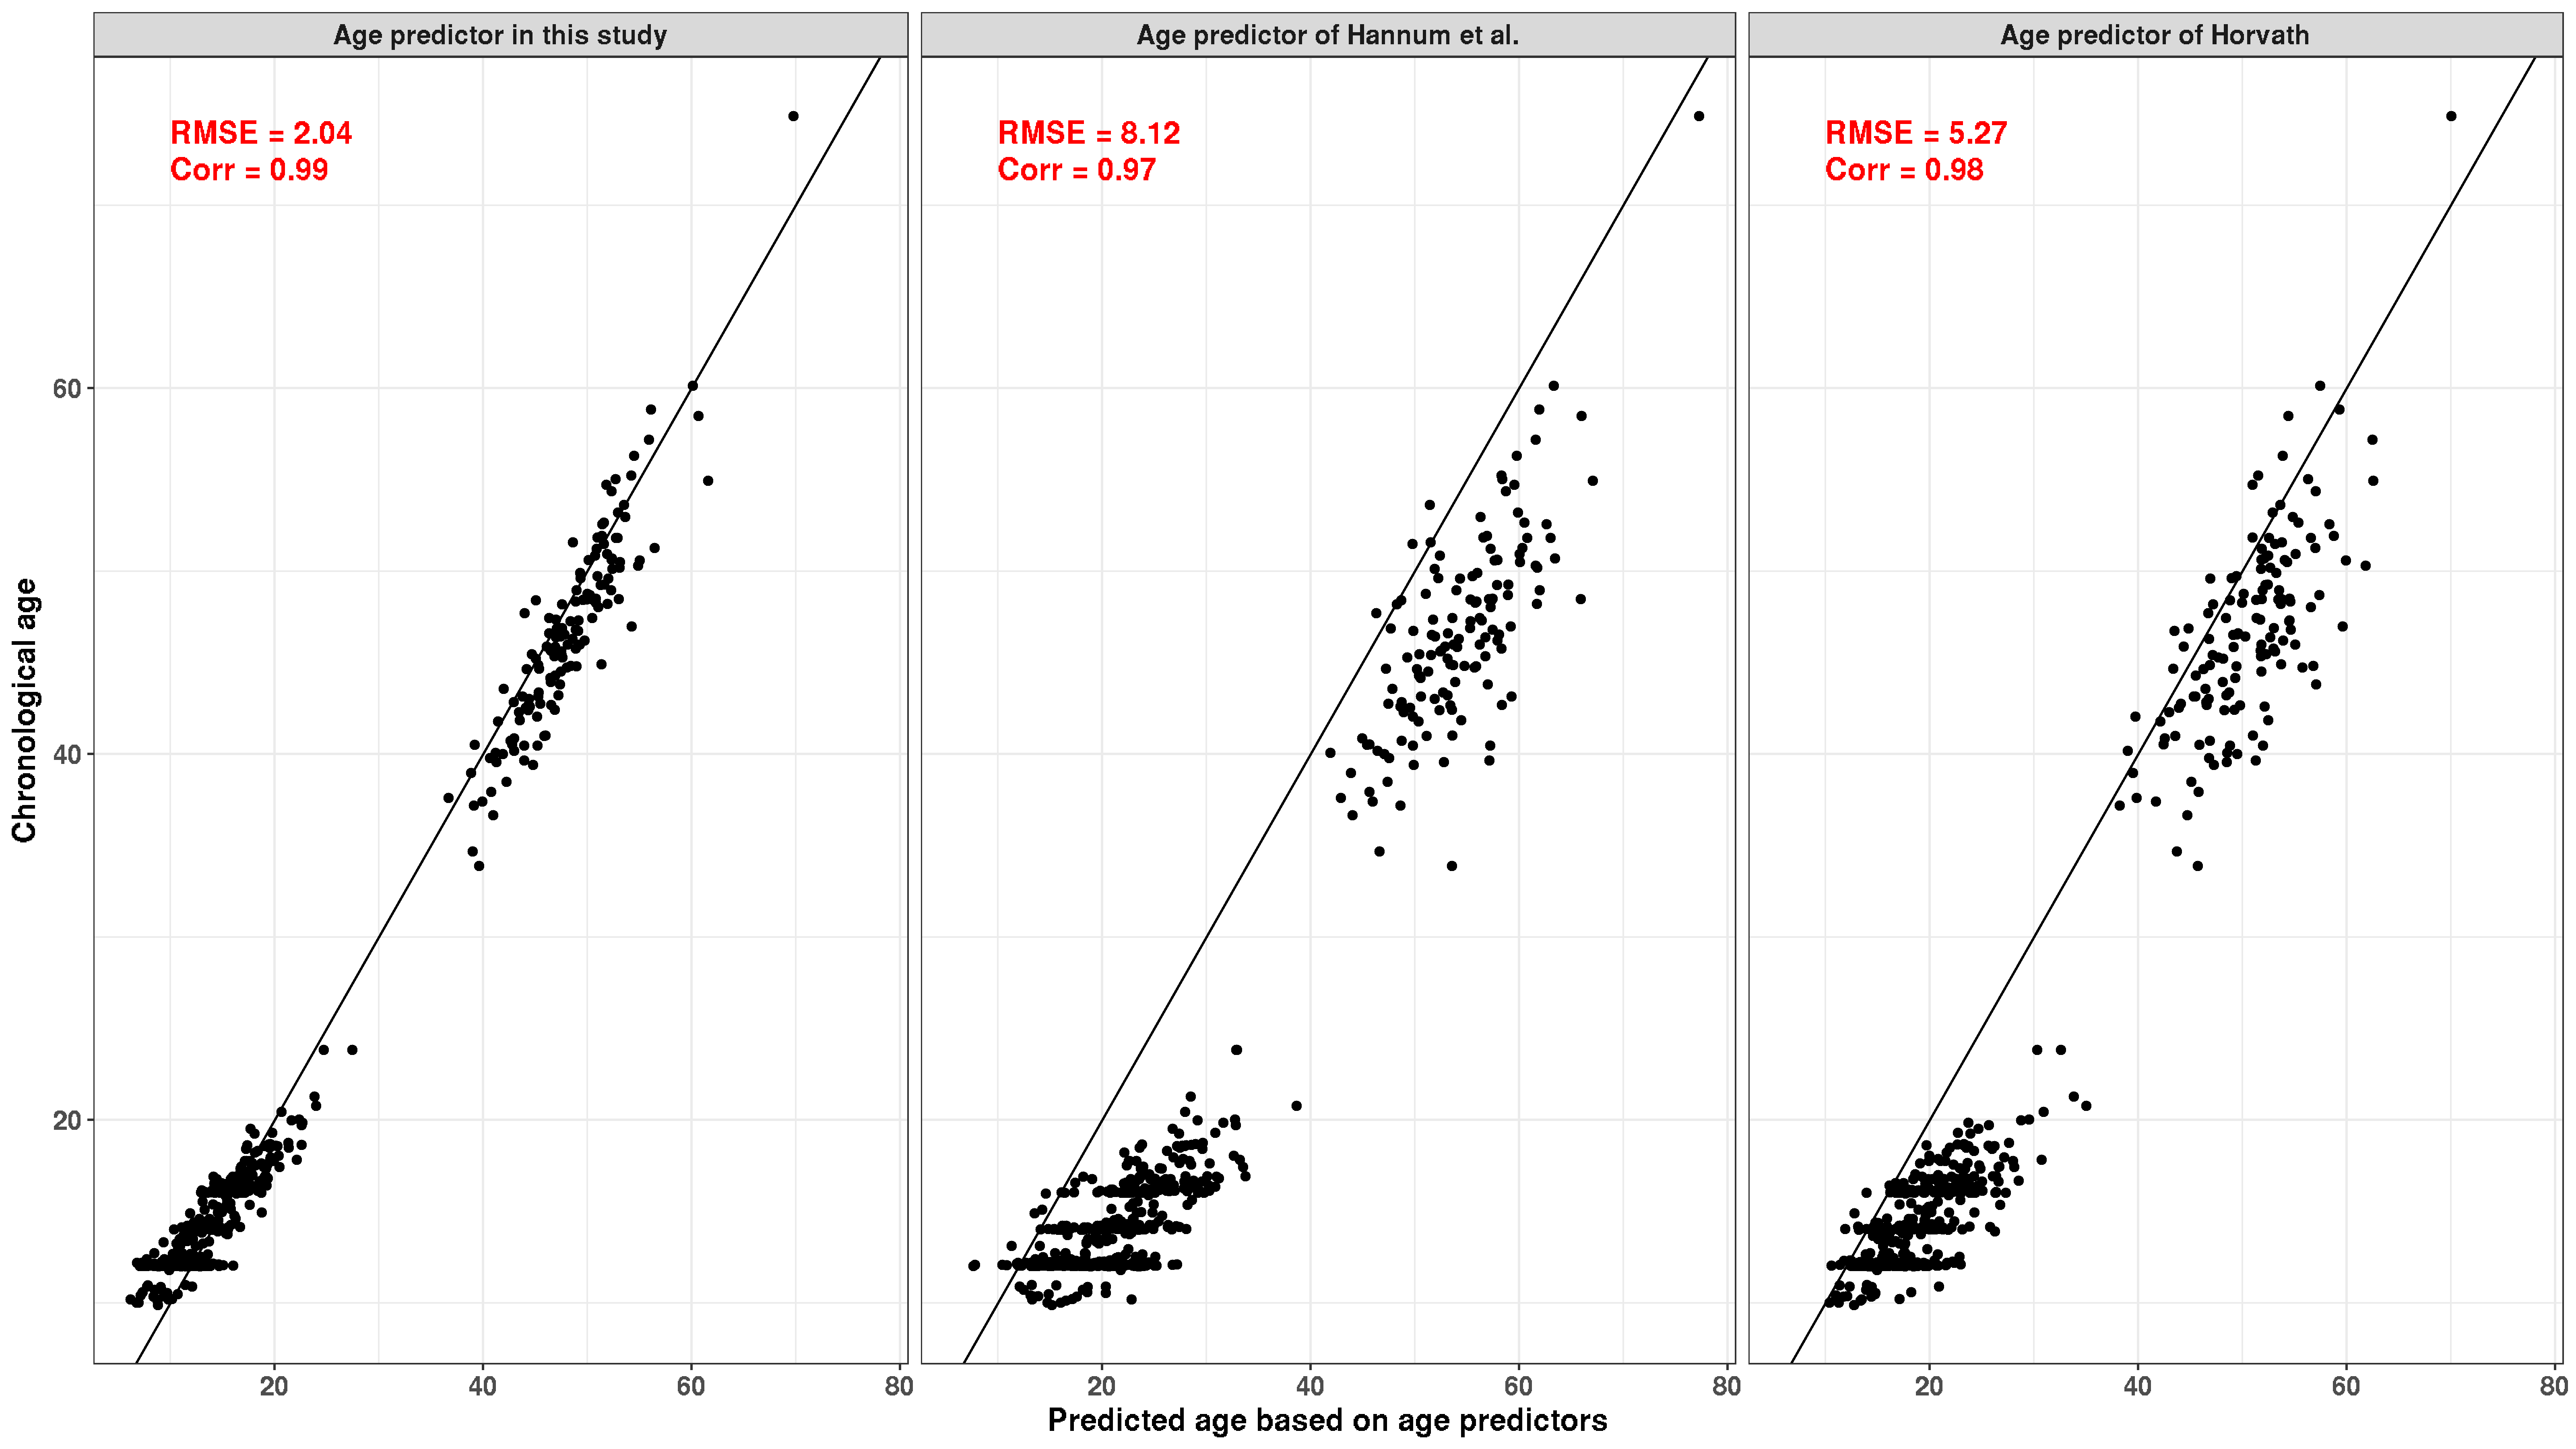 Age predictor in this study
Age predictor of Hannum et al.
Age predictor of Horvath
RMSE = 2.04
Corr = 0.99
RMSE = 8.12
Corr = 0.97
RMSE = 5.27
Corr = 0.98
Chronological age
60
40
20
20 40 60 80
20 40 60 80
20 40 60 80
Predicted age based on age predictors